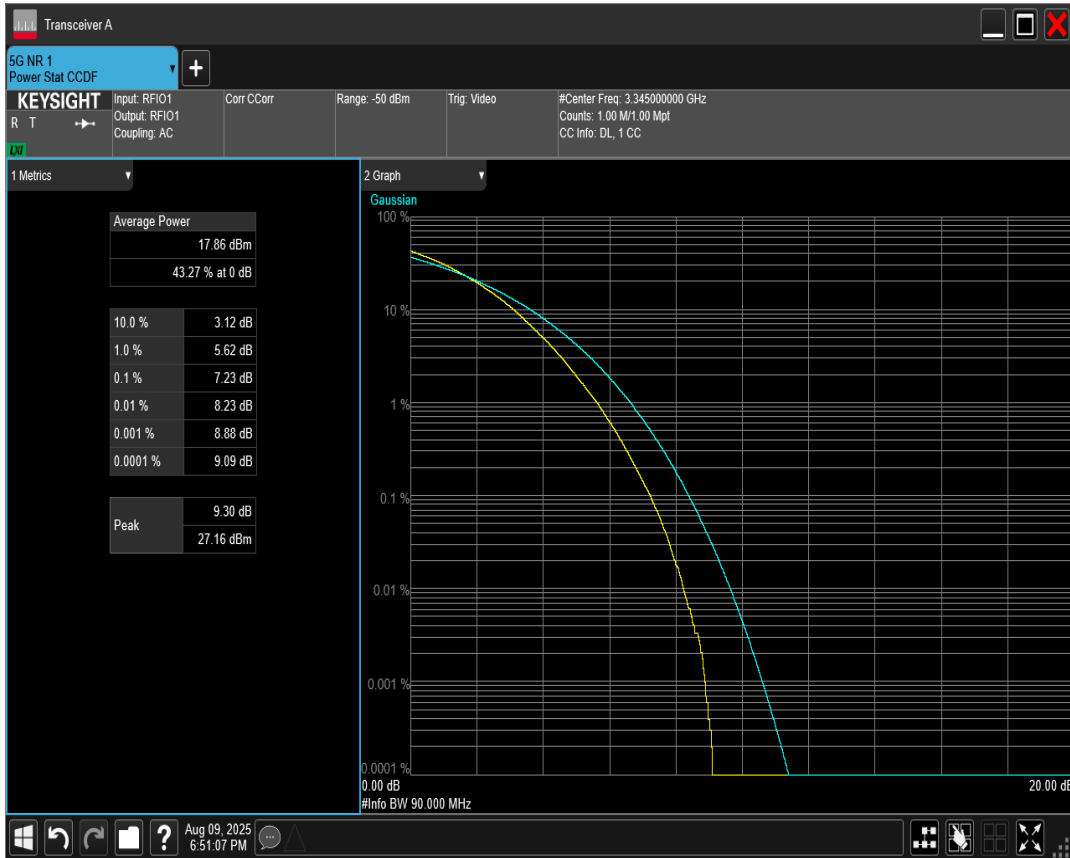 Transceiver A
5G NR 1
Power Stat CCDF
+
KEYSIGHT
R T
LXI
Input: RFIO1
Output: RFIO1
Coupling: AC
Corr CCorr
Range: -50 dBm
Trig: Video
#Center Freq: 3.345000000 GHz
Counts: 1.00 M/1.00 Mpt
CC Info: DL, 1 CC
1 Metrics
Average Power
17.86 dBm
43.27 % at 0 dB
10.0 % 3.12 dB
1.0 % 5.62 dB
0.1 % 7.23 dB
0.01 % 8.23 dB
0.001 % 8.88 dB
0.0001 % 9.09 dB
Peak
9.30 dB
27.16 dBm
2 Graph
Gaussian
100 %
10 %
1 %
0.1 %
0.01 %
0.001 %
0.0001 %
0.00 dB 20.00 dB
#Info BW 90.000 MHz
? Aug 09, 2025
6:51:07 PM